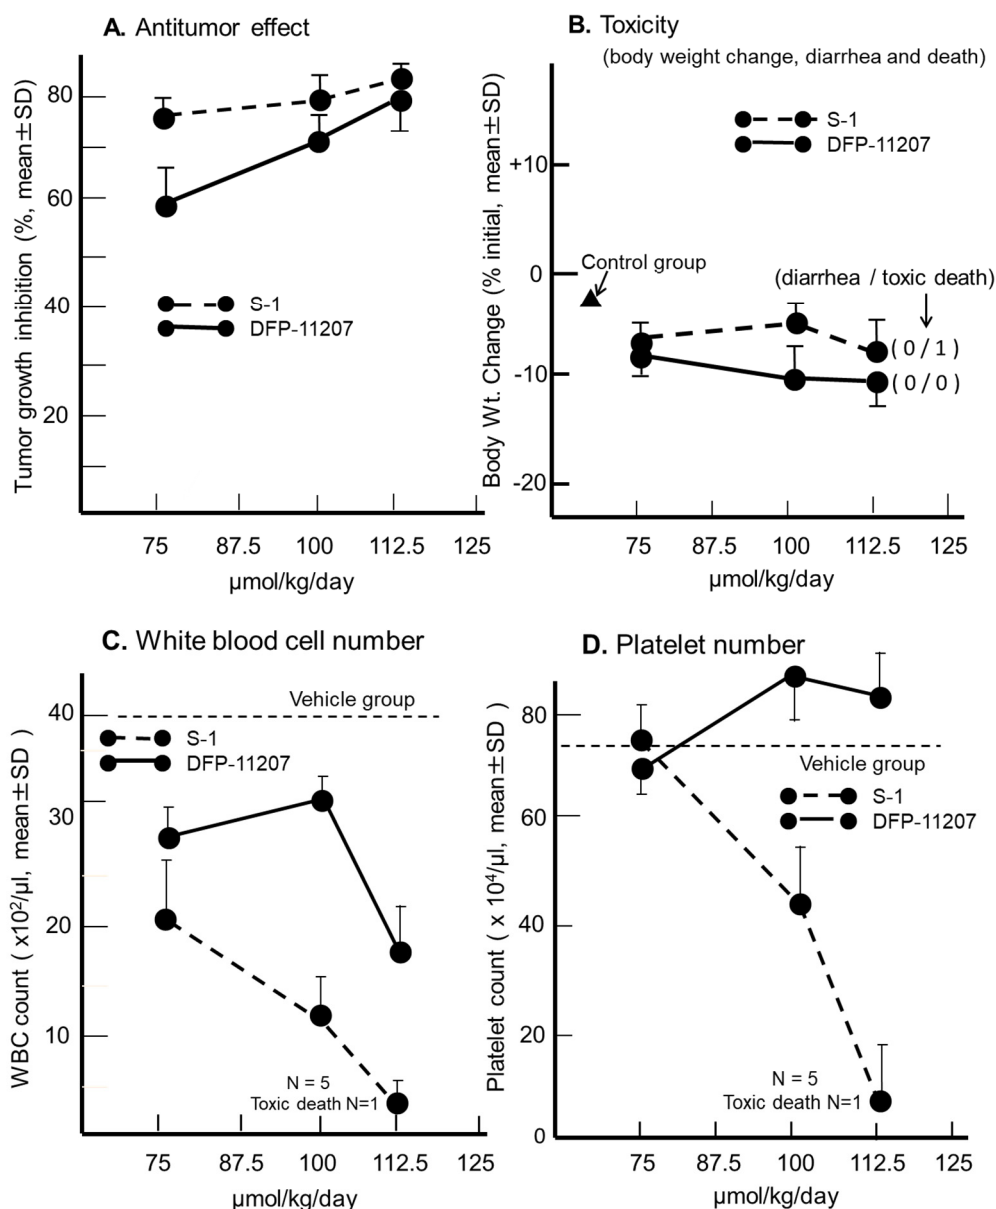 A. Antitumor effect
Tumor growth inhibition (%, mean±SD)
80
60
40
20
S-1
DFP-11207
75 87.5 100 112.5 125
μmol/kg/day
B. Toxicity
(body weight change, diarrhea and death)
Body Wt. Change (% initial, mean±SD)
S-1
DFP-11207
+10
0
-10
-20
Control group
(diarrhea / toxic death)
( 0 / 1 )
( 0 / 0 )
75 87.5 100 112.5 125
μmol/kg/day
C. White blood cell number
WBC count ( x10²/μl, mean±SD )
40
30
20
10
Vehicle group
S-1
DFP-11207
N = 5
Toxic death N=1
75 87.5 100 112.5 125
μmol/kg/day
D. Platelet number
Platelet count ( x 10⁴/μl, mean±SD )
80
60
40
20
0
Vehicle group
S-1
DFP-11207
N = 5
Toxic death N=1
75 87.5 100 112.5 125
μmol/kg/day